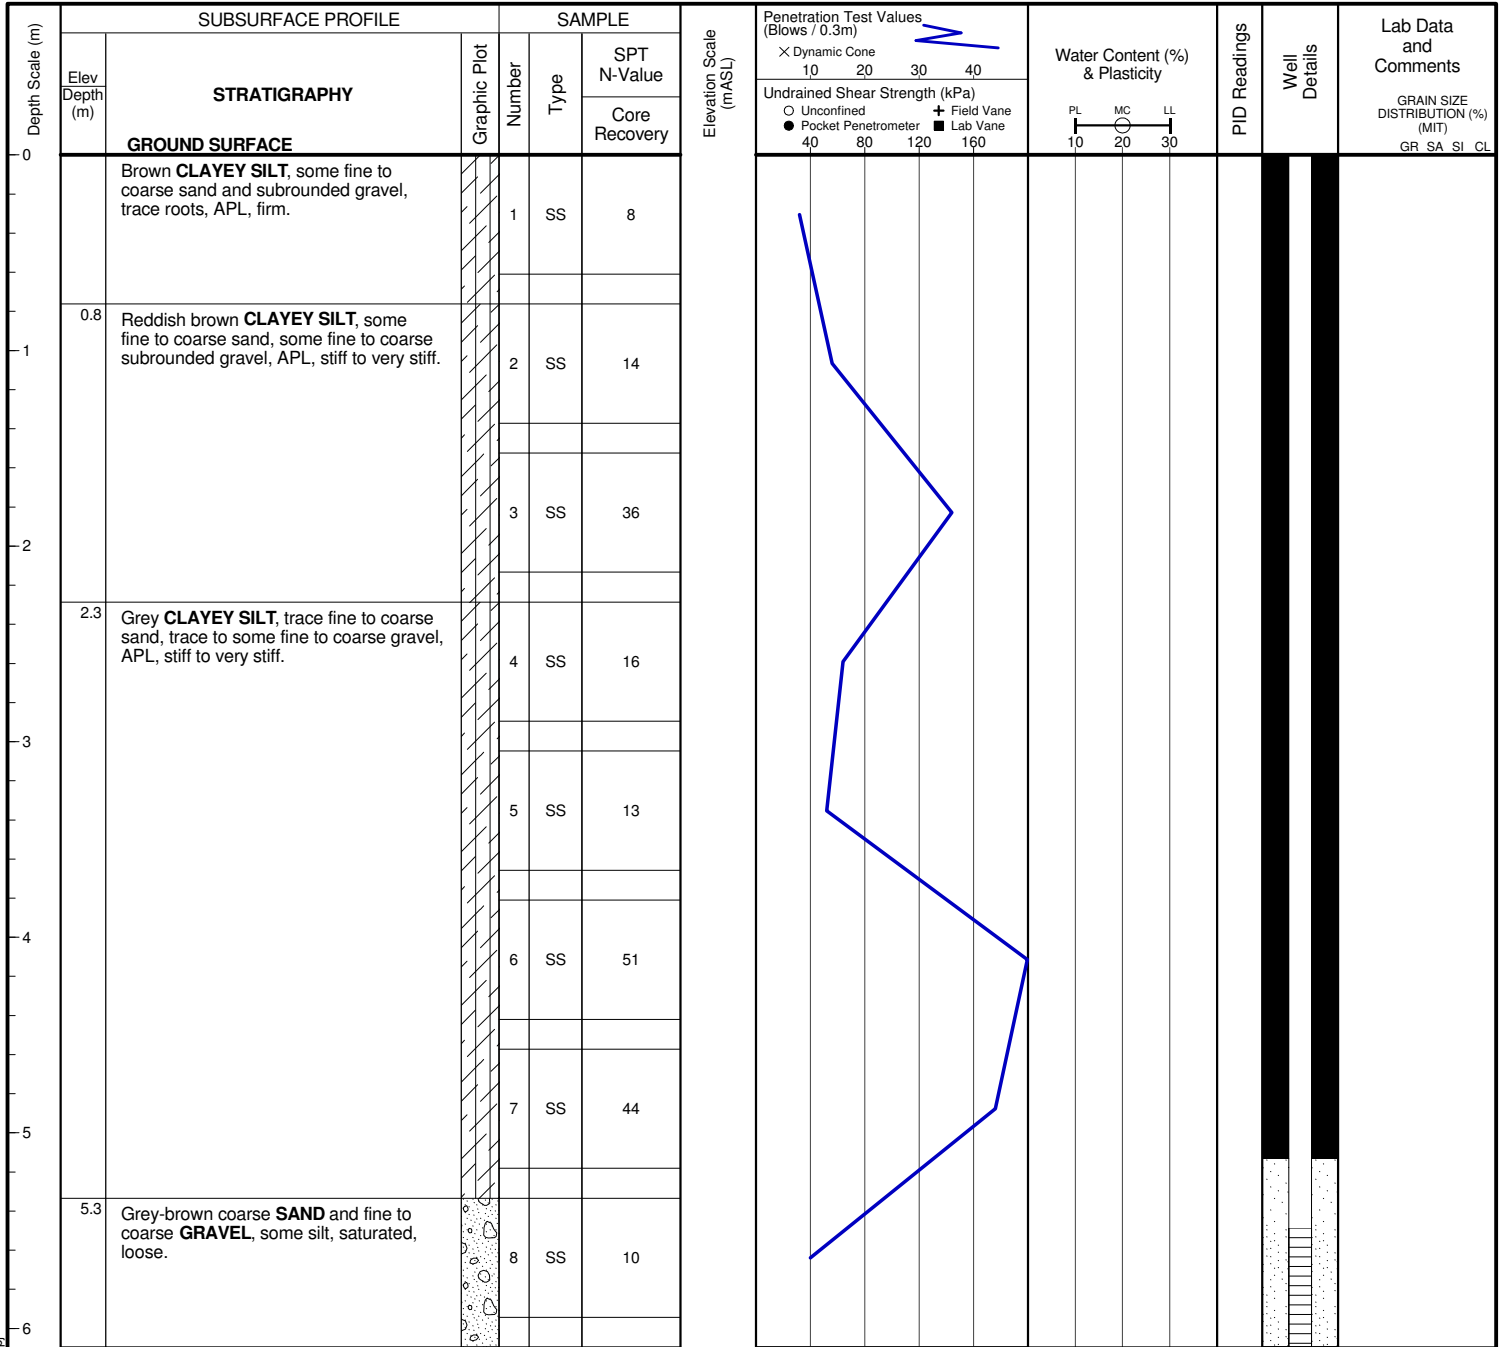 Depth Scale (m)
SUBSURFACE PROFILE
Elev
Depth
(m)
STRATIGRAPHY
GROUND SURFACE
Graphic Plot
SAMPLE
Number
Type
SPT
N-Value
Core
Recovery
Elevation Scale
(mASL)
Penetration Test Values
(Blows / 0.3m)
X Dynamic Cone
10 20 30 40
Undrained Shear Strength (kPa)
Unconfined
Field Vane
Pocket Penetrometer
Lab Vane
40 80 120 160
Water Content (%)
& Plasticity
PL MC LL
10 20 30
PID Readings
Well
Details
Lab Data
and
Comments
GRAIN SIZE
DISTRIBUTION (%)
(MIT)
GR SA SI CL
0
Brown CLAYEY SILT, some fine to
coarse sand and subrounded gravel,
trace roots, APL, firm.
1 SS 8
0.8
Reddish brown CLAYEY SILT, some
fine to coarse sand, some fine to coarse
subrounded gravel, APL, stiff to very stiff.
1
2 SS 14
3 SS 36
2
2.3
Grey CLAYEY SILT, trace fine to coarse
sand, trace to some fine to coarse gravel,
APL, stiff to very stiff.
4 SS 16
3
5 SS 13
4
6 SS 51
7 SS 44
5
5.3
Grey-brown coarse SAND and fine to
coarse GRAVEL, some silt, saturated,
loose.
8 SS 10
6